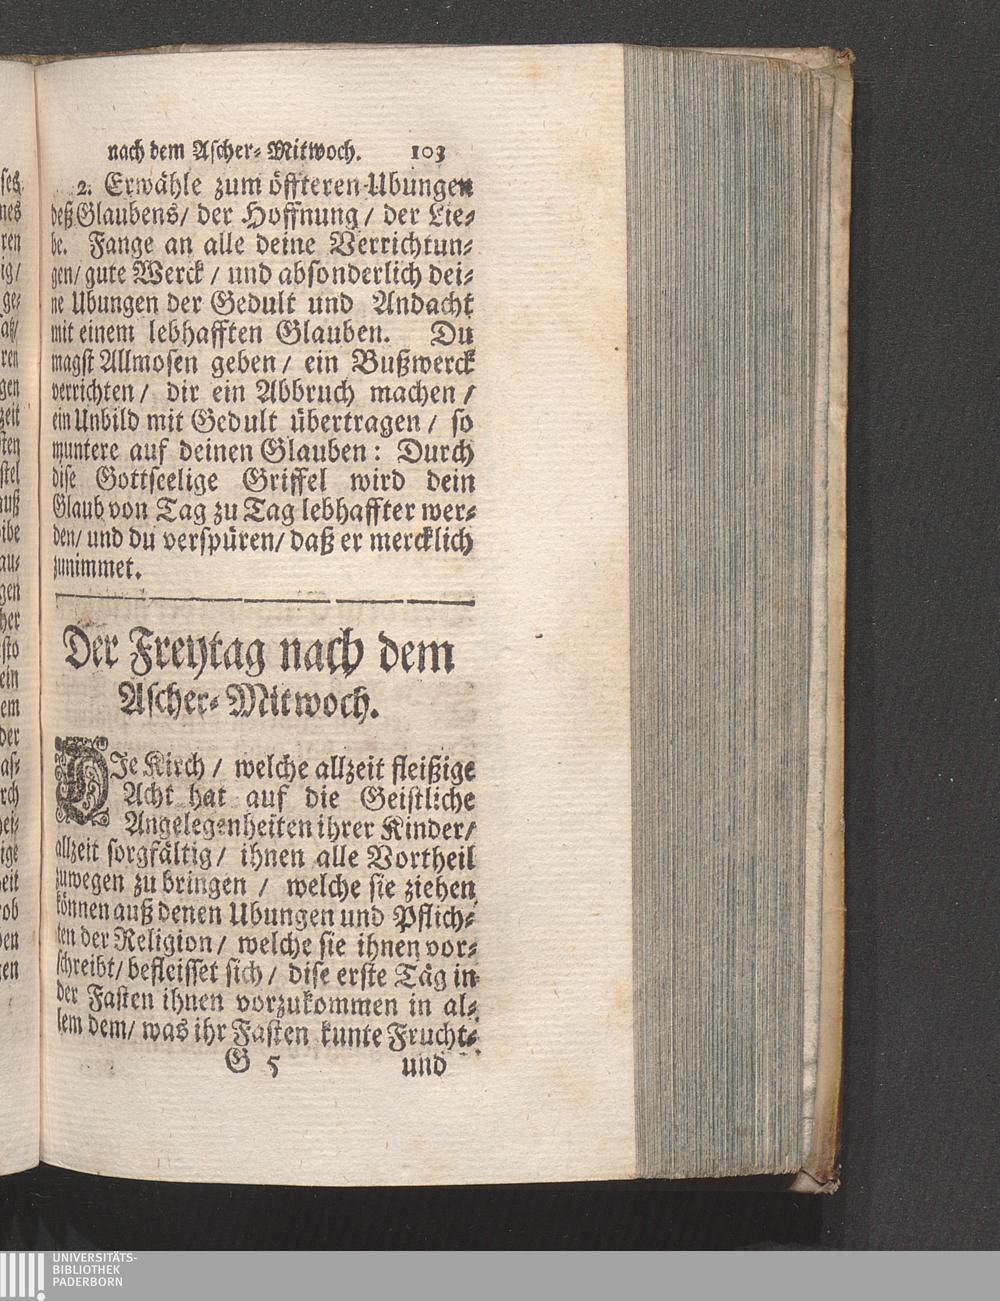 nach dem Ascher-Mitwoch. 103
2. Erwähle zum öffteren Ubungen
deß Glaubens/ der Hoffnung/ der Lie-
be. Fange an alle deine Verrichtun-
gen/ gute Werck/ und absonderlich dei-
ne Ubungen der Gedult und Andacht
mit einem lebhafften Glauben. Du
magst Allmosen geben/ ein Bußwerck
verrichten/ dir ein Abbruch machen/
ein Unbild mit Gedult übertragen/ so
muntere auf deinen Glauben: Durch
dise Gottseelige Griffel wird dein
Glaub von Tag zu Tag lebhaffter wer-
den/ und du verspüren/ daß er mercklich
zunimmet.
Der Freytag nach dem
Ascher-Mitwoch.
DIe Kirch/ welche allzeit fleißige
Acht hat auf die Geistliche
Angelegenheiten ihrer Kinder/
allzeit sorgfältig/ ihnen alle Vortheil
zuwegen zu bringen/ welche sie ziehen
können auß denen Ubungen und Pflich-
ten der Religion/ welche sie ihnen vor-
schreibt/ befleisset sich/ dise erste Täg in
der Fasten ihnen vorzukommen in al-
lem dem/ was ihr Fasten kunte Frucht-
G 5 und
UNIVERSITÄTS-
BIBLIOTHEK
PADERBORN